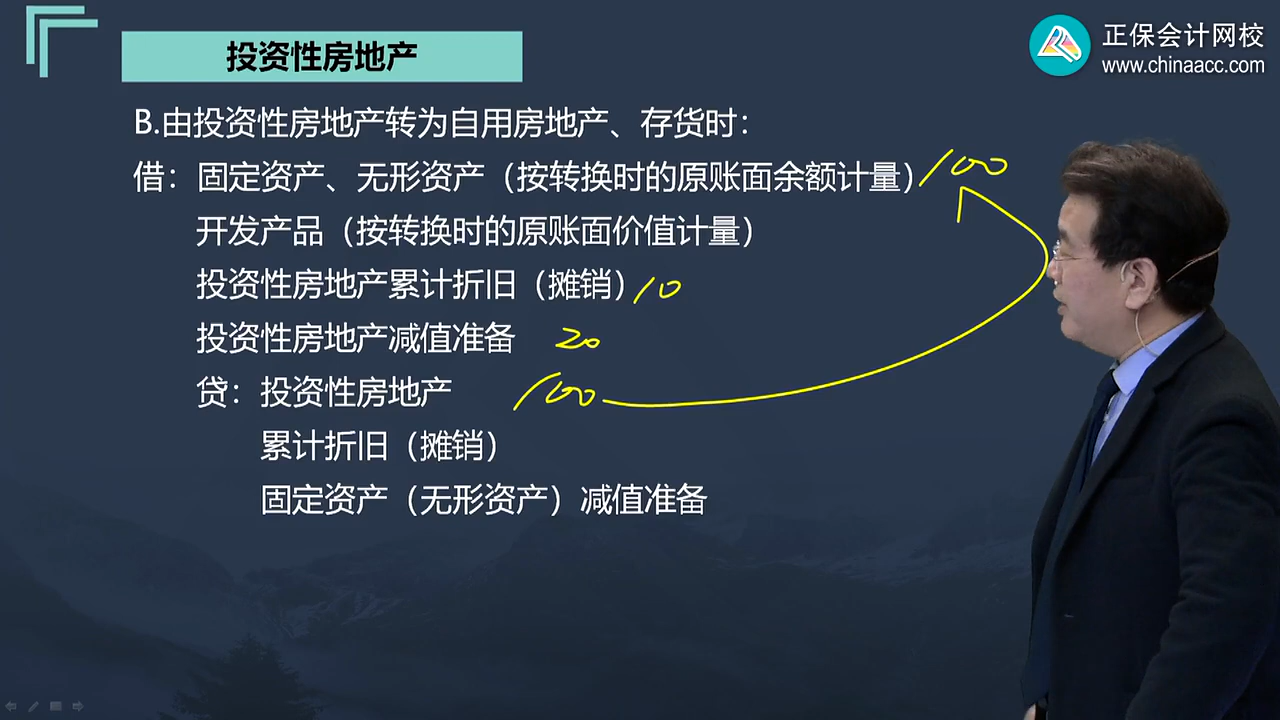 投资性房地产
正保会计网校
www.chinaacc.com
B.由投资性房地产转为自用房地产、存货时：
借：固定资产、无形资产（按转换时的原账面余额计量）100
开发产品（按转换时的原账面价值计量）
投资性房地产累计折旧（摊销）10
投资性房地产减值准备 20
贷：投资性房地产 100
累计折旧（摊销）
固定资产（无形资产）减值准备